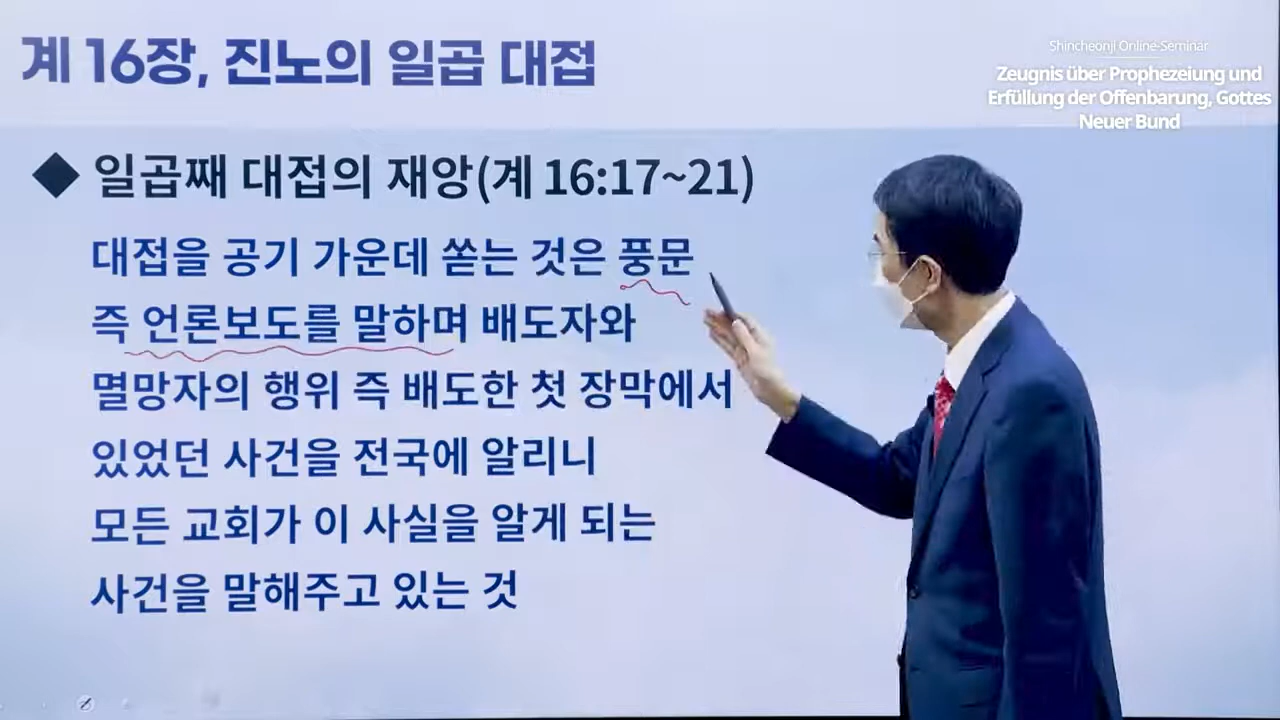 계 16장, 진노의 일곱 대접
Shincheonji Online-Seminar
Zeugnis über Prophezeiung und
Erfüllung der Offenbarung, Gottes
Neuer Bund
◆ 일곱째 대접의 재앙(계 16:17~21)
대접을 공기 가운데 쏟는 것은 풍문
즉 언론보도를 말하며 배도자와
멸망자의 행위 즉 배도한 첫 장막에서
있었던 사건을 전국에 알리니
모든 교회가 이 사실을 알게 되는
사건을 말해주고 있는 것